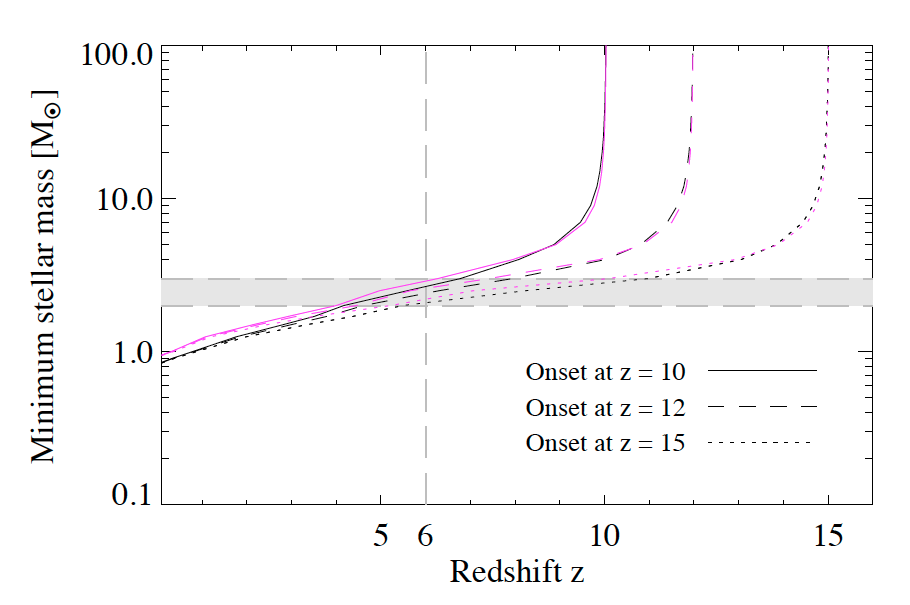 Minimum stellar mass [M☉]
100.0
10.0
1.0
0.1
Onset at z = 10
Onset at z = 12
Onset at z = 15
5 6 10 15
Redshift z